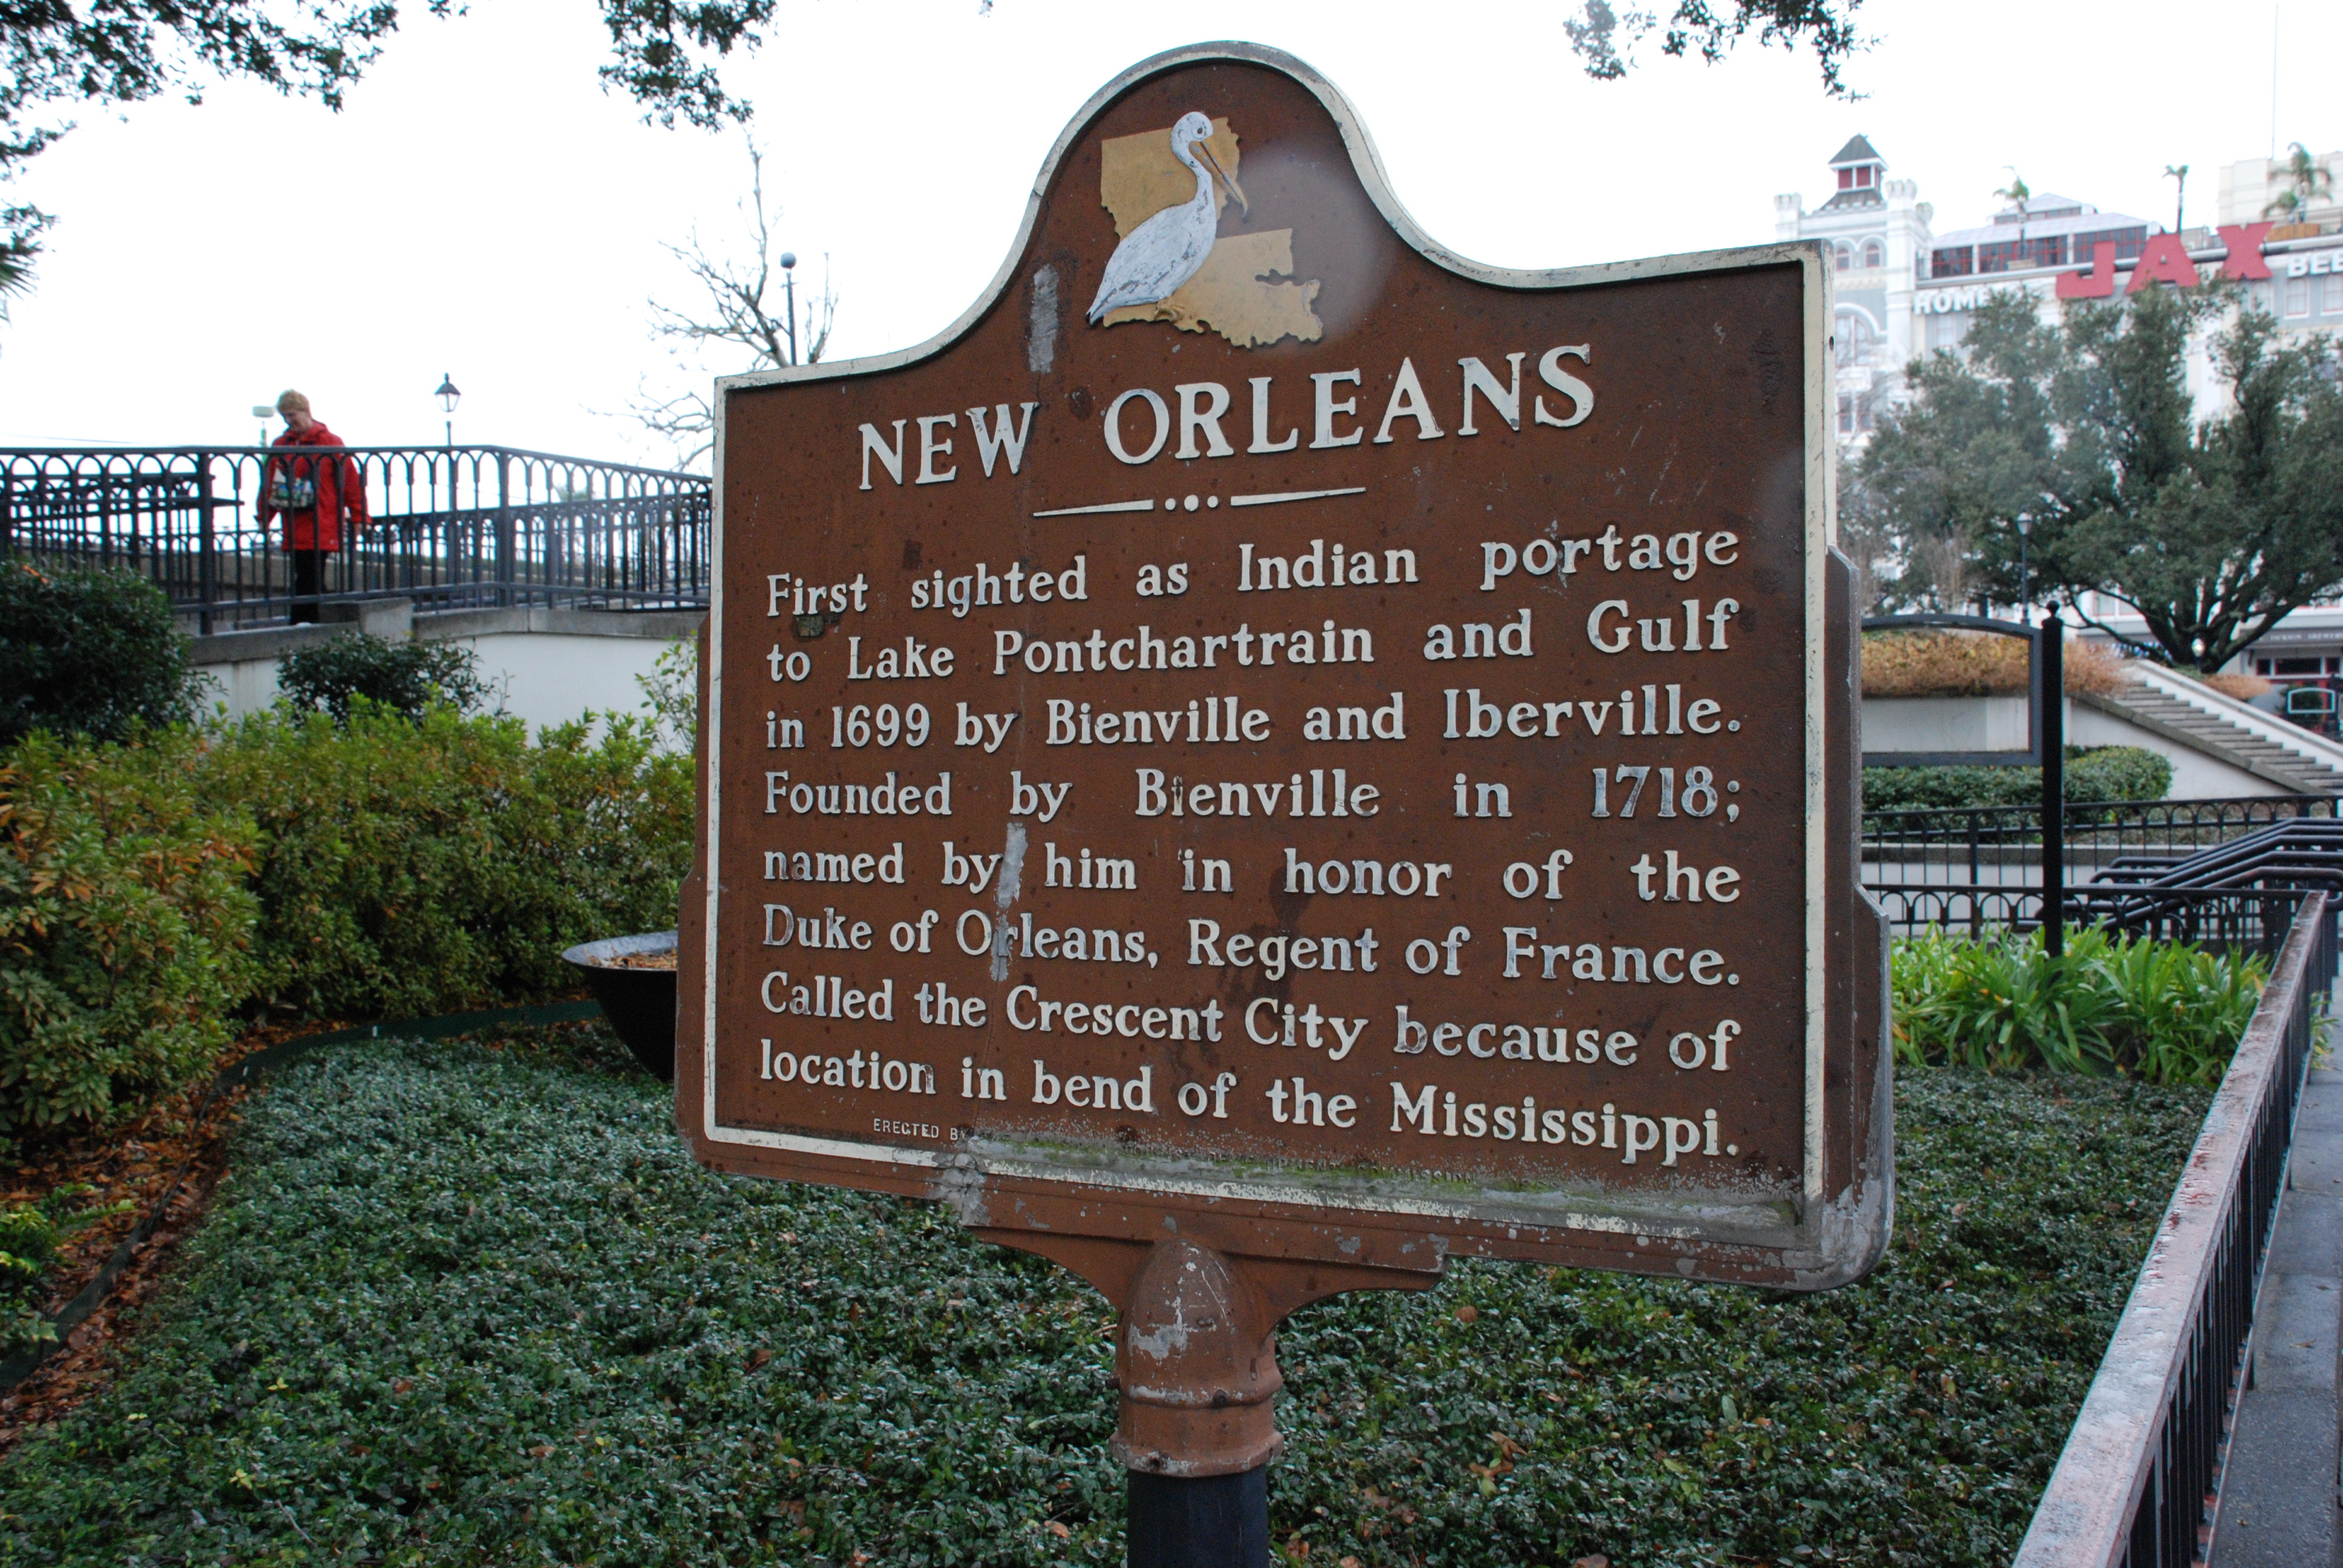 NEW ORLEANS
First sighted as Indian portage
to Lake Pontchartrain and Gulf
in 1699 by Bienville and Iberville.
Founded by Bienville in 1718;
named by him in honor of the
Duke of Orleans, Regent of France.
Called the Crescent City because of
location in bend of the Mississippi.
ERECTED BY
HOME
JAX